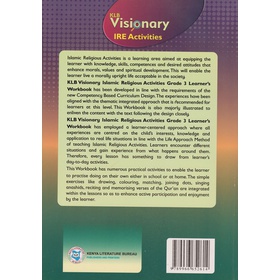 KLB
Visionary
IRE Activities
Islamic Religious Activities is a learning area aimed at equipping the
learner with knowledge, skills, competencies and desired attitudes that
enhance morals, values and spiritual development. This will enable the
learner live a morally upright life acceptable in the society.
KLB Visionary Islamic Religious Activities Grade 3 Learner's
Workbook has been developed in line with the requirements of the
new Competency Based Curriculum Design. The experiences have been
aligned with the thematic integrated approach that is recommended for
learners at this level. This Workbook is also majorly illustrated to
enliven the content with the text following the design closely.
KLB Visionary Islamic Religious Activities Grade 3 Learner's
Workbook has employed a learner-centered approach where all
experiences are centred on the child's interests, knowledge and
application to real life situations in line with the Life Approach Method
of teaching Islamic Religious Activities. Learners encounter different
situations and gain experience from what happens around them.
Therefore, every lesson has something to draw from learner's
day-to-day activities.
This Workbook has numerous practical activities to enable the learner
to practise doing on their own either in school or at home. The simple
exercises like drawing, colouring, matching, joining dots, singing
anashids, reciting and memorising verses of the Qur'an are integrated
within the lessons so as to enhance active participation and enjoyment
by the learner.
KENYA LITERATURE BUREAU